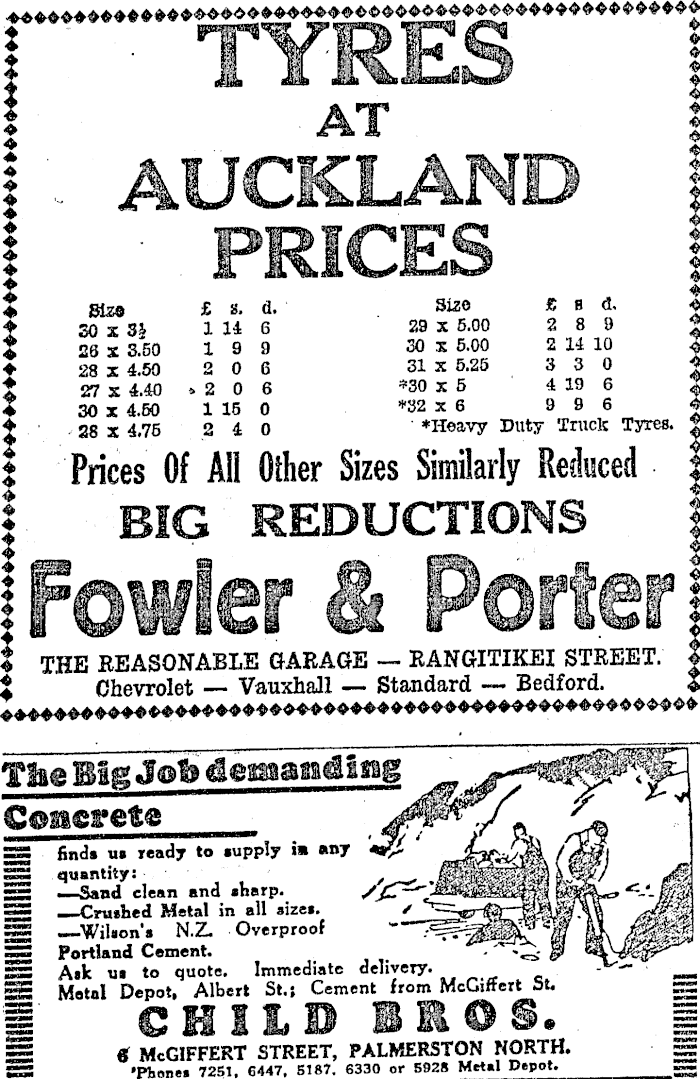 TYRES
AT
AUCKLAND
PRICES
Size £ s. d.
30 x 3½ 1 14 6
26 x 3.50 1 9 9
28 x 4.50 2 0 6
27 x 4.40 2 0 6
30 x 4.50 1 15 0
28 x 4.75 2 4 0
Size £ s d.
29 x 5.00 2 8 9
30 x 5.00 2 14 10
31 x 5.25 3 3 0
*30 x 5 4 19 6
*32 x 6 9 9 6
*Heavy Duty Truck Tyres.
Prices Of All Other Sizes Similarly Reduced
BIG REDUCTIONS
Fowler & Porter
THE REASONABLE GARAGE — RANGITIKEI STREET.
Chevrolet — Vauxhall — Standard — Bedford.
The Big Job demanding
Concrete
finds us ready to supply in any
quantity:
—Sand clean and sharp.
—Crushed Metal in all sizes.
—Wilson's N.Z. Overproof
Portland Cement.
Ask us to quote. Immediate delivery.
Metal Depot, Albert St.; Cement from McGiffert St.
CHILD BROS.
6 McGIFFERT STREET, PALMERSTON NORTH.
'Phones 7251, 6447, 5187, 6330 or 5928 Metal Depot.